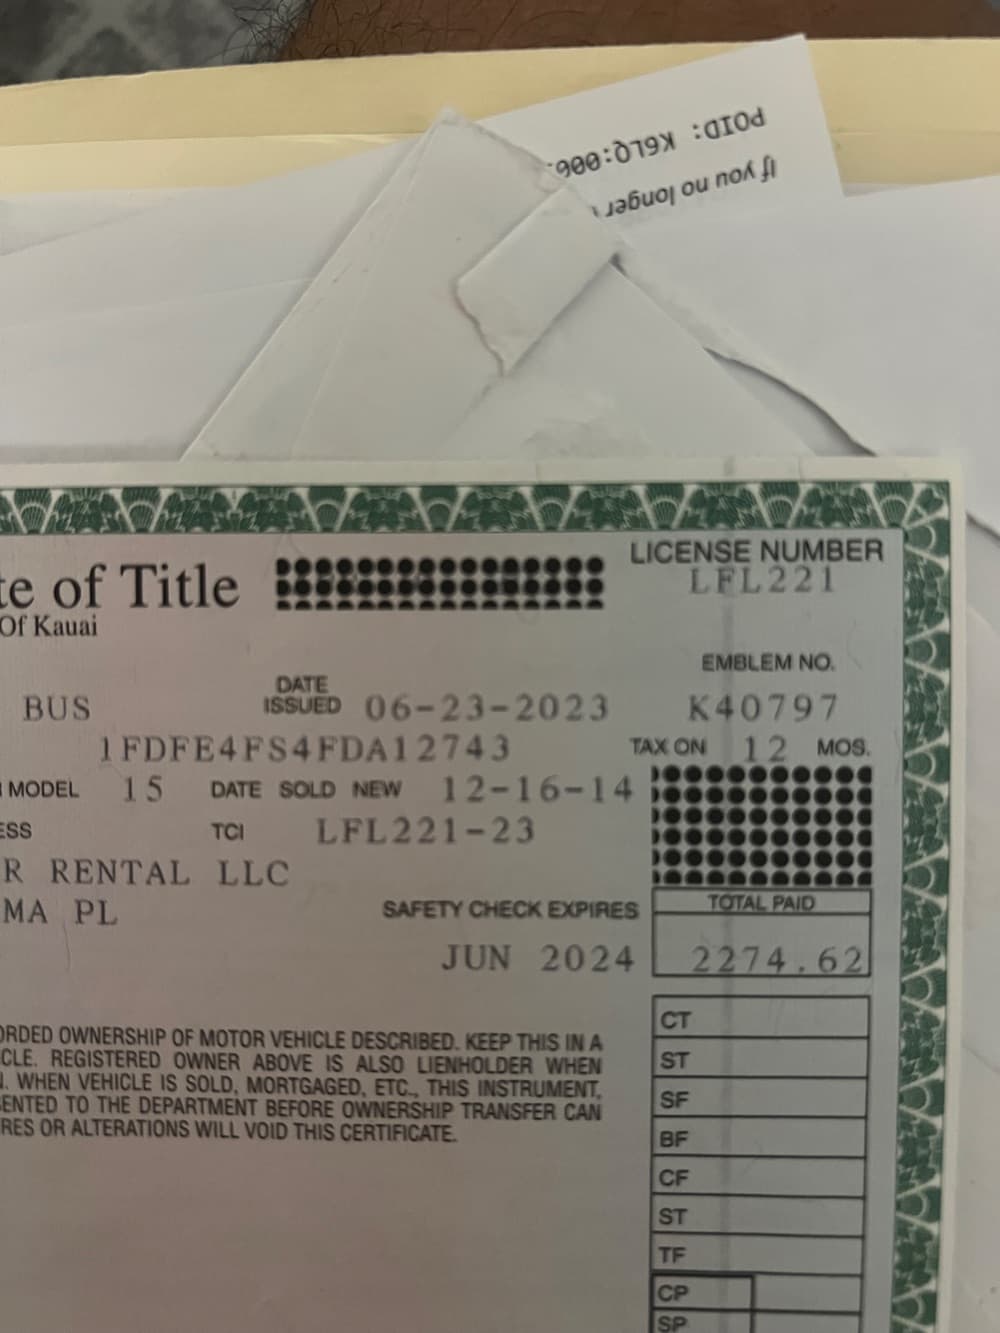 POID: K6LQ:006
If you no longer
LICENSE NUMBER
LFL221
te of Title
Of Kauai
EMBLEM NO.
K40797
BUS
DATE ISSUED 06-23-2023
1FDFE4FS4FDA12743
TAX ON 12 MOS.
MODEL 15 DATE SOLD NEW 12-16-14
ESS TCI LFL221-23
R RENTAL LLC
MA PL
SAFETY CHECK EXPIRES
JUN 2024
TOTAL PAID
2274.62
ORDED OWNERSHIP OF MOTOR VEHICLE DESCRIBED. KEEP THIS IN A
CLE. REGISTERED OWNER ABOVE IS ALSO LIENHOLDER WHEN
. WHEN VEHICLE IS SOLD, MORTGAGED, ETC., THIS INSTRUMENT,
ENTED TO THE DEPARTMENT BEFORE OWNERSHIP TRANSFER CAN
RES OR ALTERATIONS WILL VOID THIS CERTIFICATE.
CT
ST
SF
BF
CF
ST
TF
CP
SP